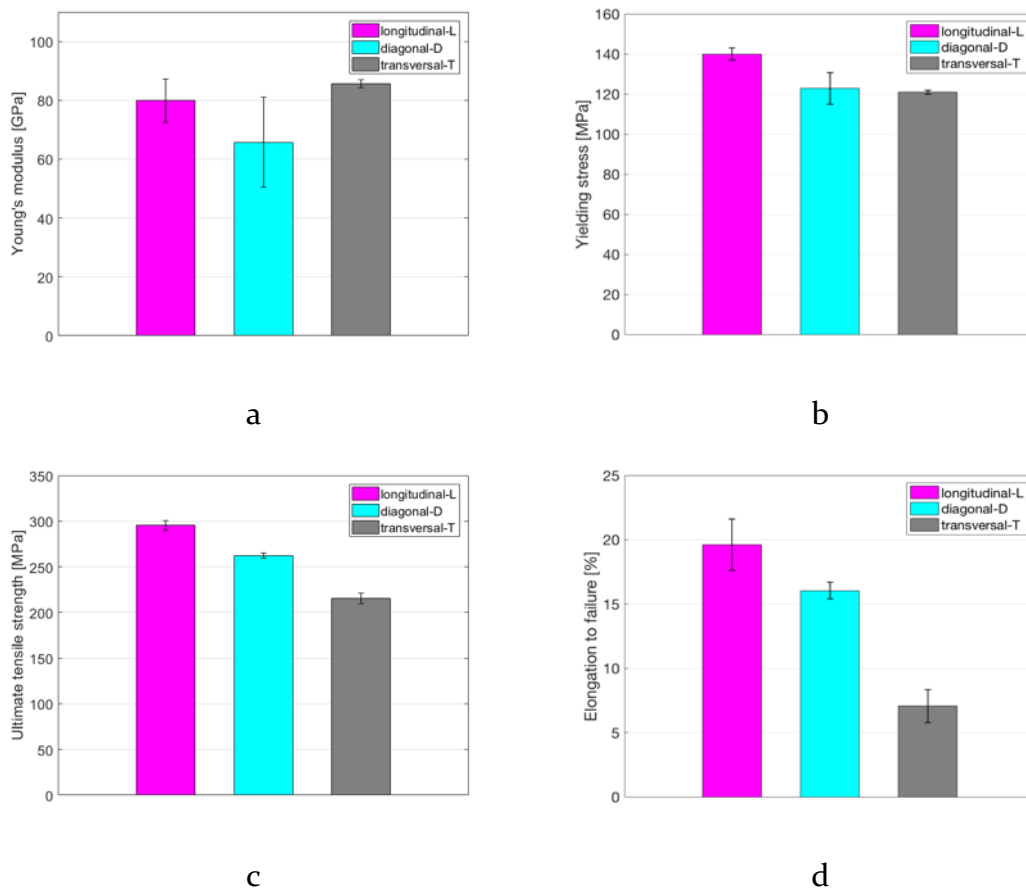 Young's modulus [GPa]
100
80
60
40
20
0
longitudinal-L
diagonal-D
transversal-T
a
Yielding stress [MPa]
160
140
120
100
80
60
40
20
0
longitudinal-L
diagonal-D
transversal-T
b
Ultimate tensile strength [MPa]
350
300
250
200
150
100
50
0
longitudinal-L
diagonal-D
transversal-T
c
Elongation to failure [%]
25
20
15
10
5
0
longitudinal-L
diagonal-D
transversal-T
d